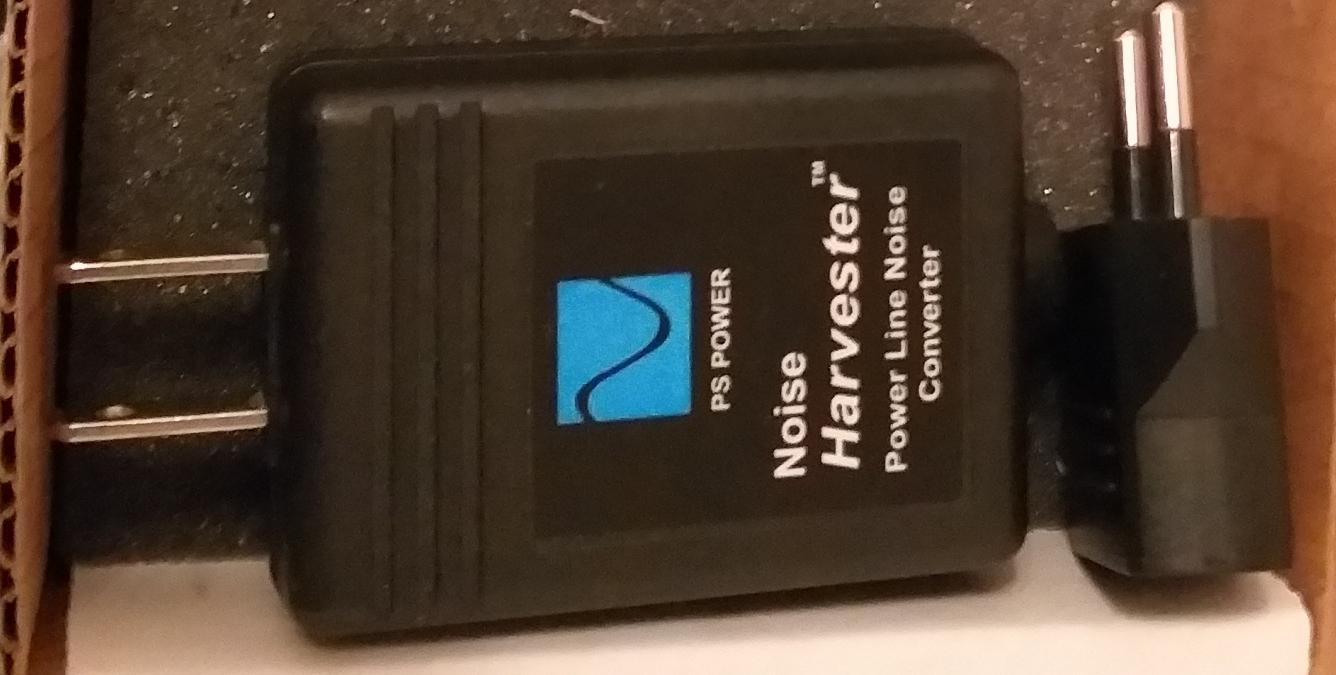 PS POWER
Noise
Harvester™
Power Line Noise
Converter